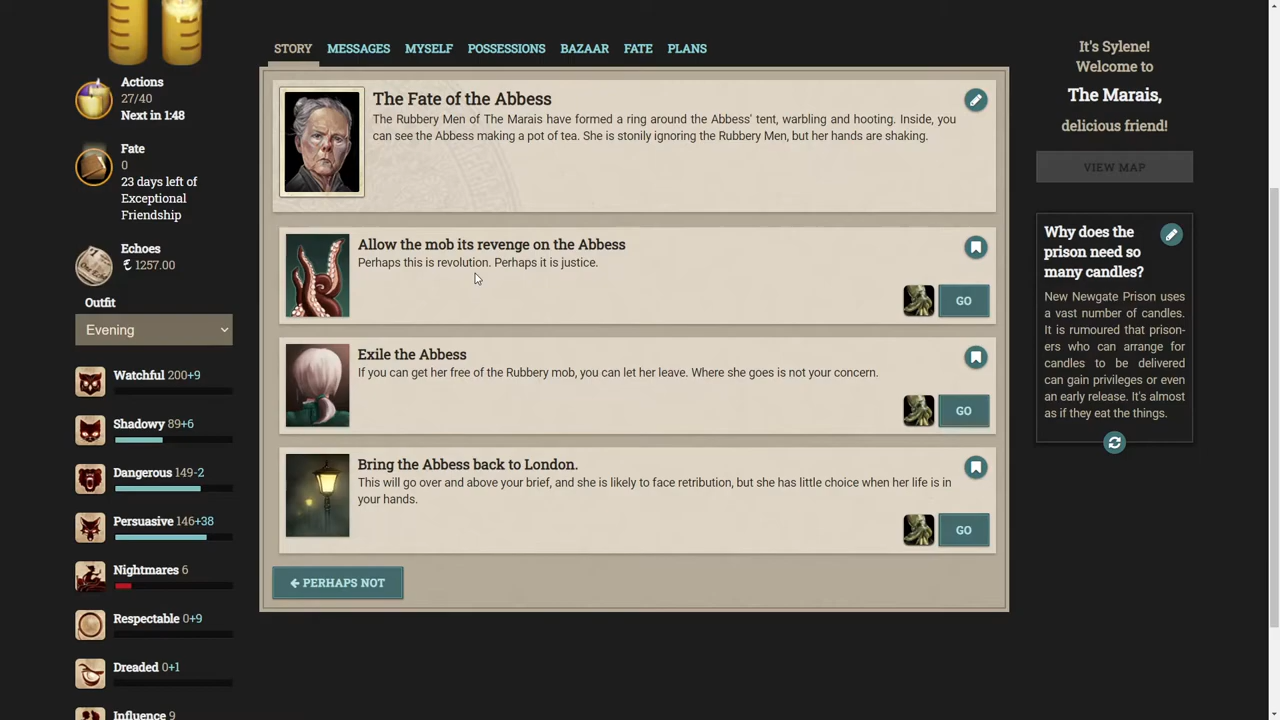 Actions
27/40
Next in 1:48
Fate
0
23 days left of
Exceptional
Friendship
Echoes
1257.00
Outfit
Evening
Watchful 200+9
Shadowy 89+6
Dangerous 149-2
Persuasive 146+38
Nightmares 6
Respectable 0+9
Dreaded 0+1
Influence 9
STORY MESSAGES MYSELF POSSESSIONS BAZAAR FATE PLANS
The Fate of the Abbess
The Rubbery Men of The Marais have formed a ring around the Abbess' tent, warbling and hooting. Inside, you
can see the Abbess making a pot of tea. She is stonily ignoring the Rubbery Men, but her hands are shaking.
Allow the mob its revenge on the Abbess
Perhaps this is revolution. Perhaps it is justice.
GO
Exile the Abbess
If you can get her free of the Rubbery mob, you can let her leave. Where she goes is not your concern.
GO
Bring the Abbess back to London.
This will go over and above your brief, and she is likely to face retribution, but she has little choice when her life is in
your hands.
GO
PERHAPS NOT
It's Sylene!
Welcome to
The Marais,
delicious friend!
VIEW MAP
Why does the
prison need so
many candles?
New Newgate Prison uses
a vast number of candles.
It is rumoured that prison-
ers who can arrange for
candles to be delivered
can gain privileges or even
an early release. It's almost
as if they eat the things.